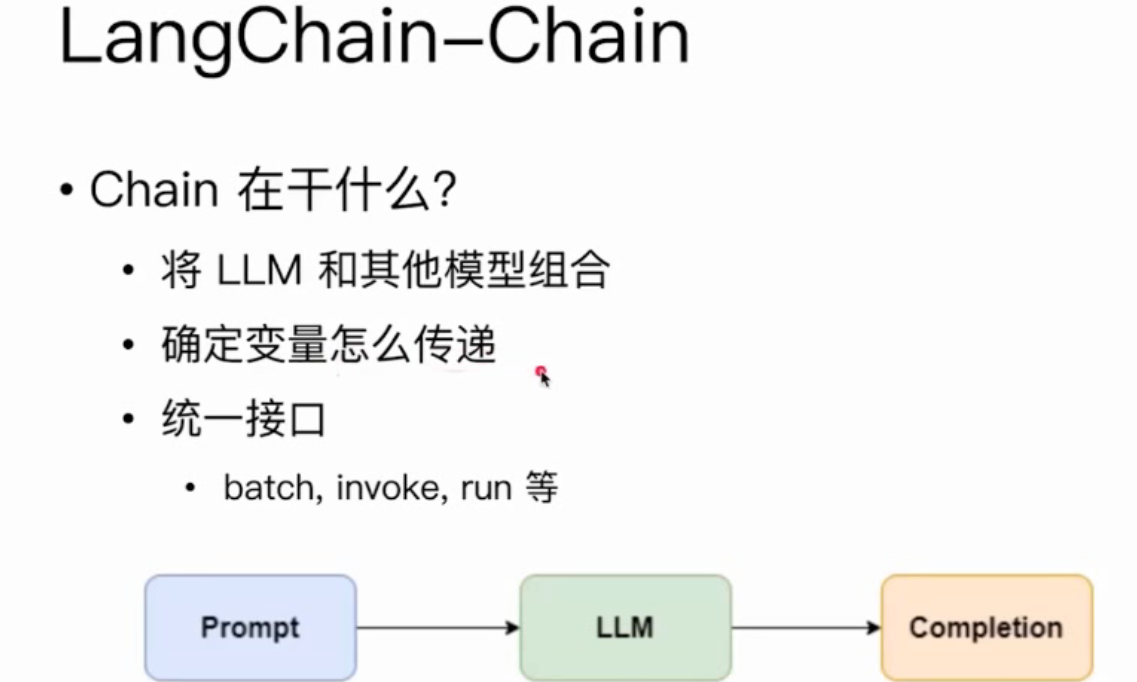 LangChain–Chain
• Chain 在干什么?
• 将 LLM 和其他模型组合
• 确定变量怎么传递
• 统一接口
• batch, invoke, run 等
Prompt
LLM
Completion